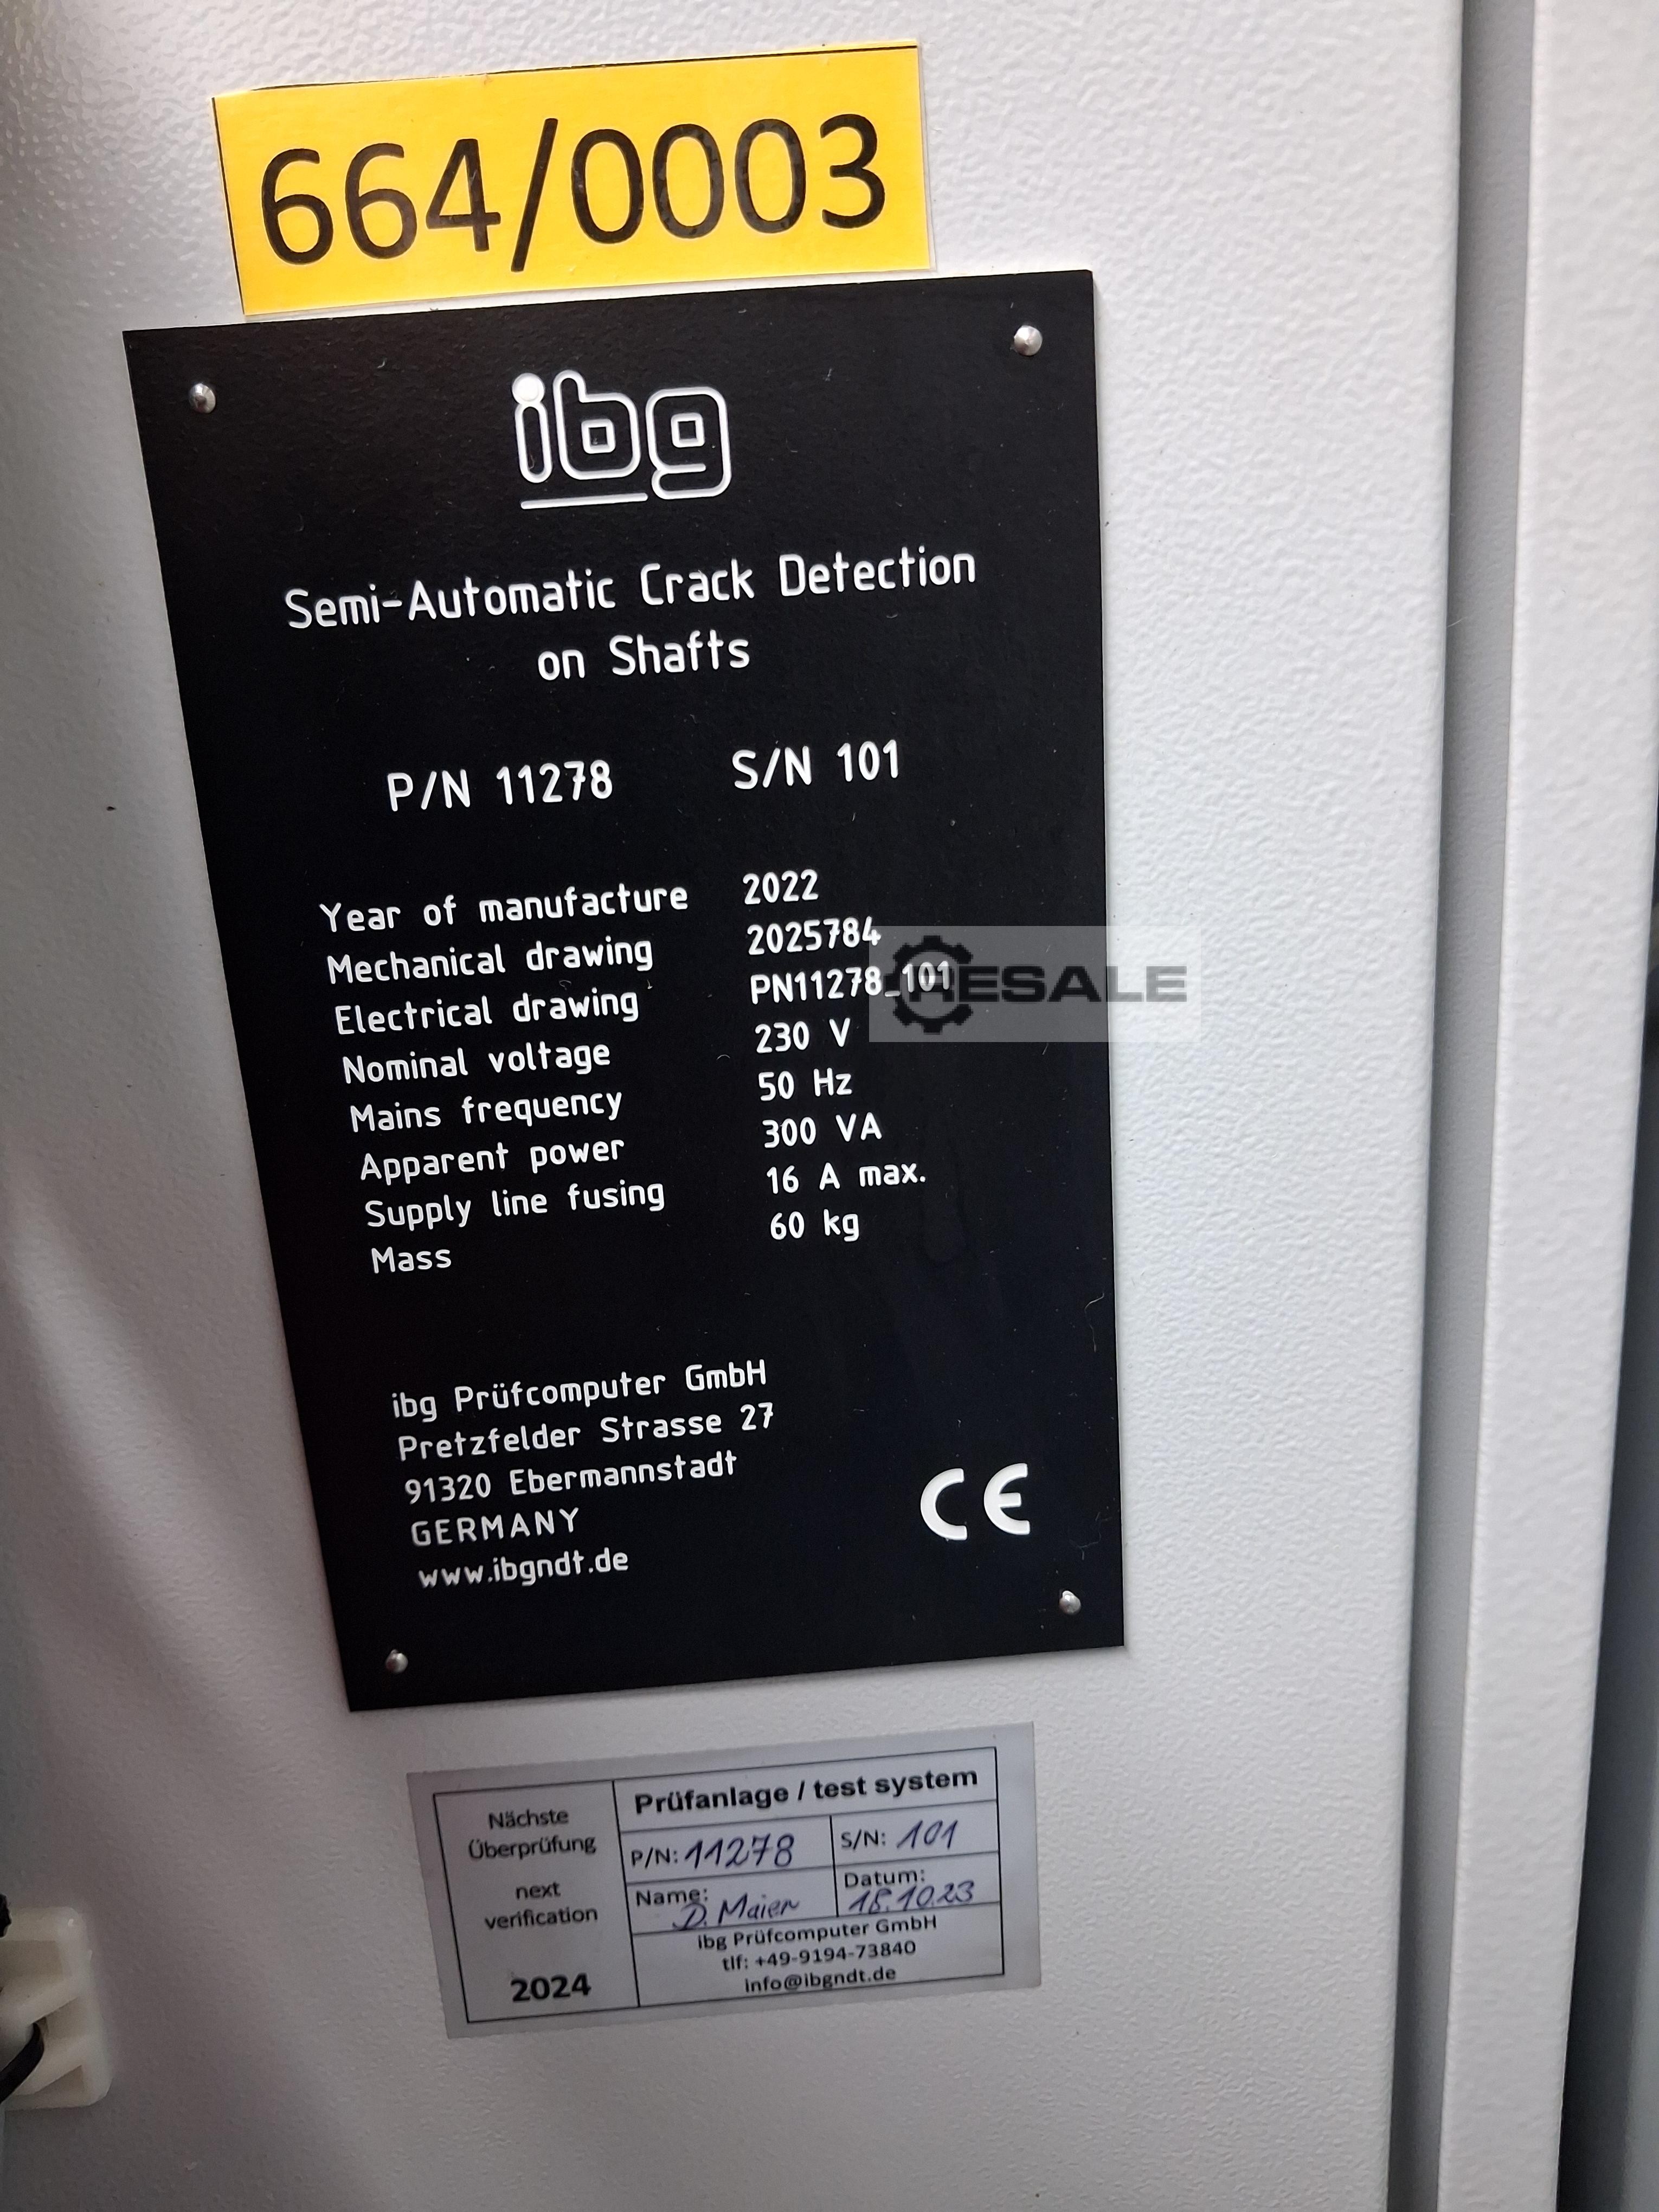 664/0003
ibg
Semi-Automatic Crack Detection
on Shafts
P/N 11278 S/N 101
Year of manufacture 2022
Mechanical drawing 2025784
Electrical drawing PN11278_101
Nominal voltage 230 V
Mains frequency 50 Hz
Apparent power 300 VA
Supply line fusing 16 A max.
Mass 60 kg
RESALE
ibg Prüfcomputer GmbH
Pretzfelder Strasse 27
91320 Ebermannstadt
GERMANY
www.ibgndt.de
CE
Nächste
Überprüfung
next
verification
2024
Prüfanlage / test system
P/N: 11278 S/N: 101
Name: D. Maier Datum: 18.10.23
ibg Prüfcomputer GmbH
tlf: +49-9194-73840
info@ibgndt.de